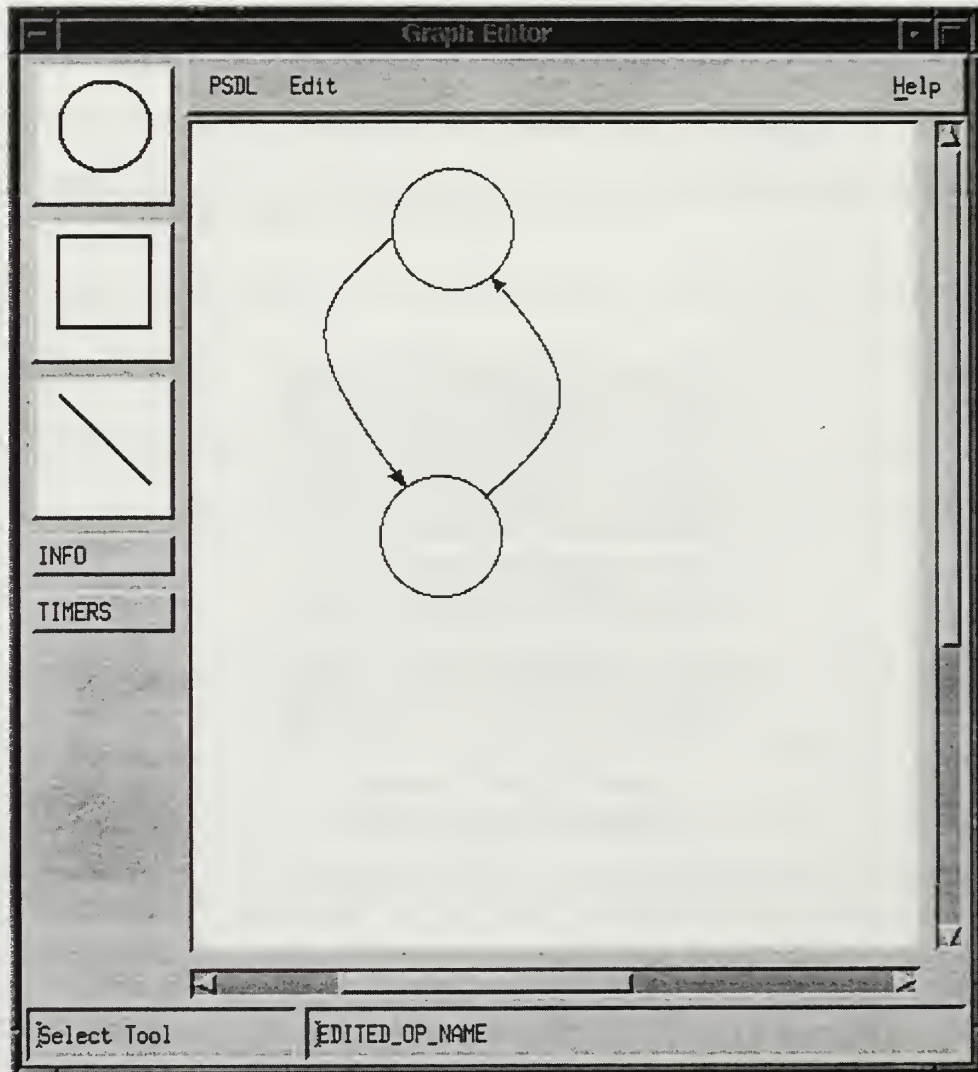 Graph Editor
PSDL Edit Help
INFO
TIMERS
Select Tool EDITED_OP_NAME